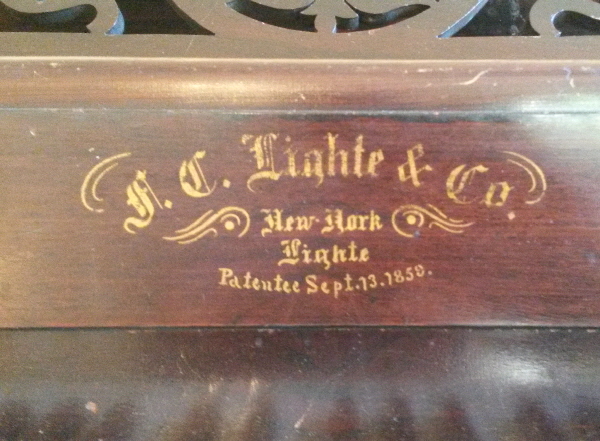 F. C. Lighte & Co.
New-York
Lighte
Patentee Sept.13.1859.